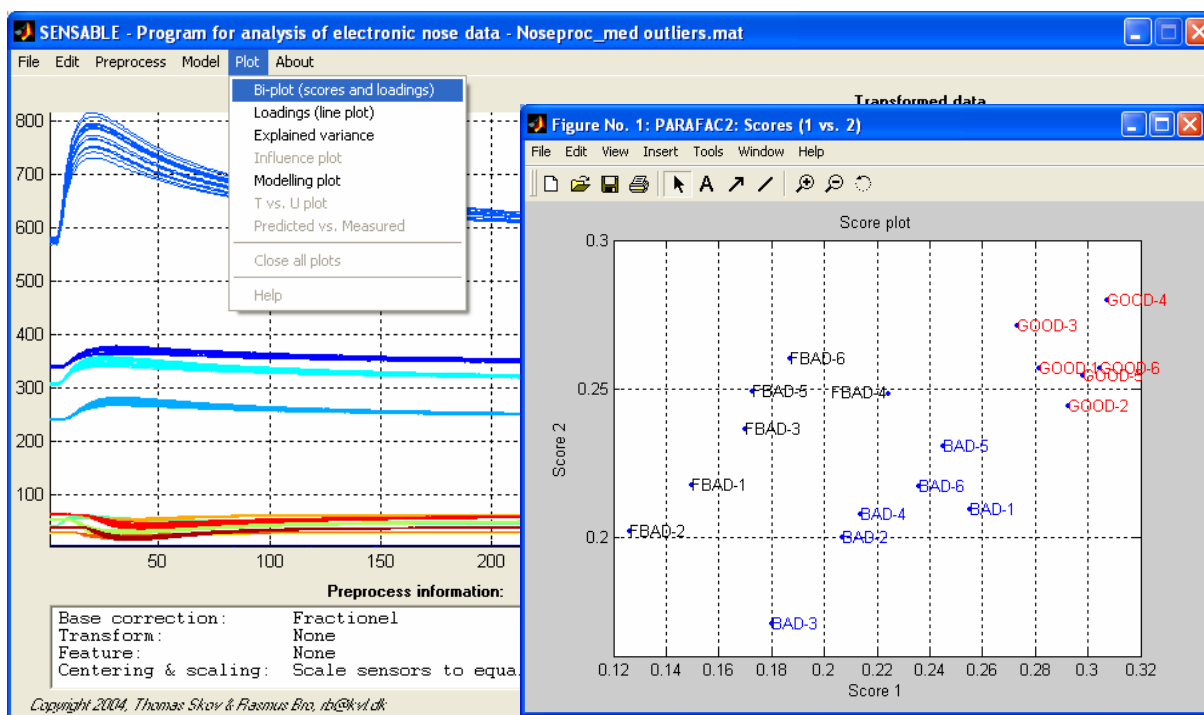 SENSABLE - Program for analysis of electronic nose data - Noseproc_med outliers.mat
File Edit Preprocess Model Plot About
Bi-plot (scores and loadings)
Loadings (line plot)
Explained variance
Influence plot
Modelling plot
T vs. U plot
Predicted vs. Measured
Close all plots
Help
Transformed data
800
700
600
500
400
300
200
100
50 100 150 200
Preprocess information:
Base correction: Fractionel
Transform: None
Feature: None
Centering & scaling: Scale sensors to equa
Copyright 2004, Thomas Skov & Rasmus Bro, rb@kvl.dk
Figure No. 1: PARAFAC2: Scores (1 vs. 2)
File Edit View Insert Tools Window Help
A
Score plot
0.3
GOOD-4
GOOD-3
FBAD-6
GOOD-1 GOOD-6
GOOD-5
0.25
FBAD-5 FBAD-4
GOOD-2
FBAD-3
BAD-5
Score 2
FBAD-1 BAD-6
BAD-4 BAD-1
FBAD-2
0.2
BAD-2
BAD-3
0.12 0.14 0.16 0.18 0.2 0.22 0.24 0.26 0.28 0.3 0.32
Score 1